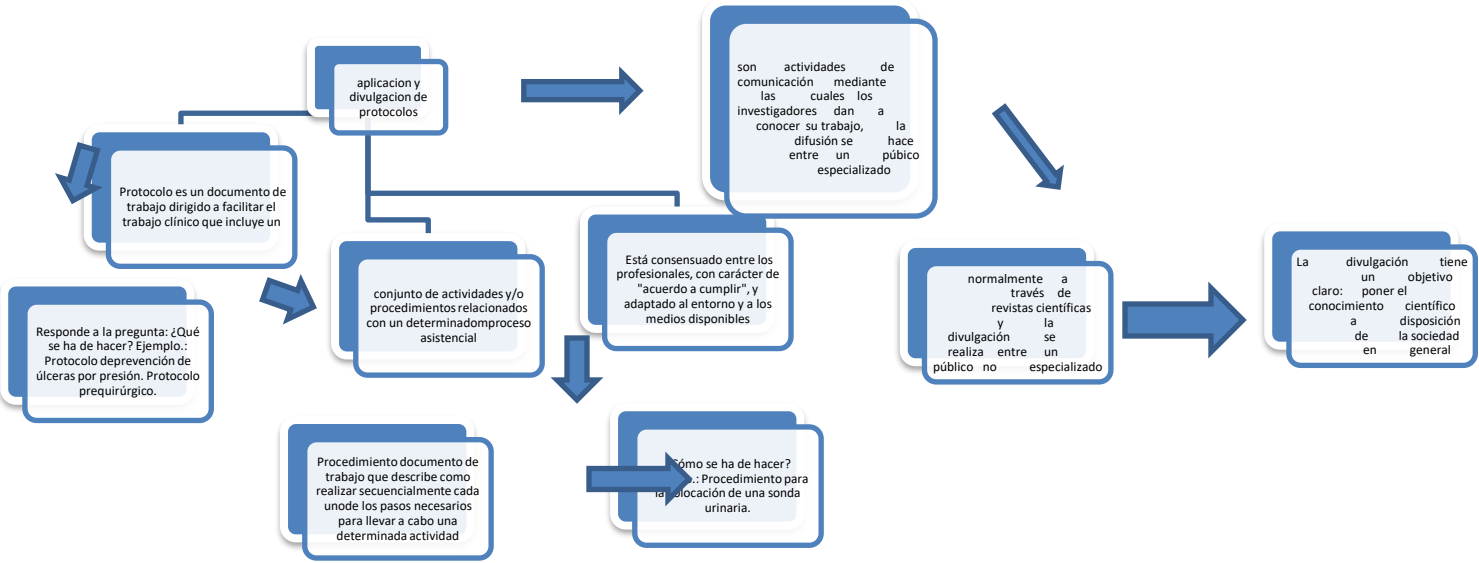 aplicacion y
divulgacion de
protocolos
son actividades de
comunicación mediante
las cuales los
investigadores dan a
conocer su trabajo, la
difusión se hace
entre un púbico
especializado
Protocolo es un documento de
trabajo dirigido a facilitar el
trabajo clínico que incluye un
conjunto de actividades y/o
procedimientos relacionados
con un determinadomproceso
asistencial
Está consensuado entre los
profesionales, con carácter de
"acuerdo a cumplir", y
adaptado al entorno y a los
medios disponibles
normalmente a
través de
revistas científicas
y la
divulgación se
realiza entre un
público no especializado
La divulgación tiene
un objetivo
claro: poner el
conocimiento científico
a disposición
de la sociedad
en general
Responde a la pregunta: ¿Qué
se ha de hacer? Ejemplo.:
Protocolo deprevención de
úlceras por presión. Protocolo
prequirúrgico.
Procedimiento documento de
trabajo que describe como
realizar secuencialmente cada
unode los pasos necesarios
para llevar a cabo una
determinada actividad
se ha de hacer?
Procedimiento para
de una sonda
urinaria.